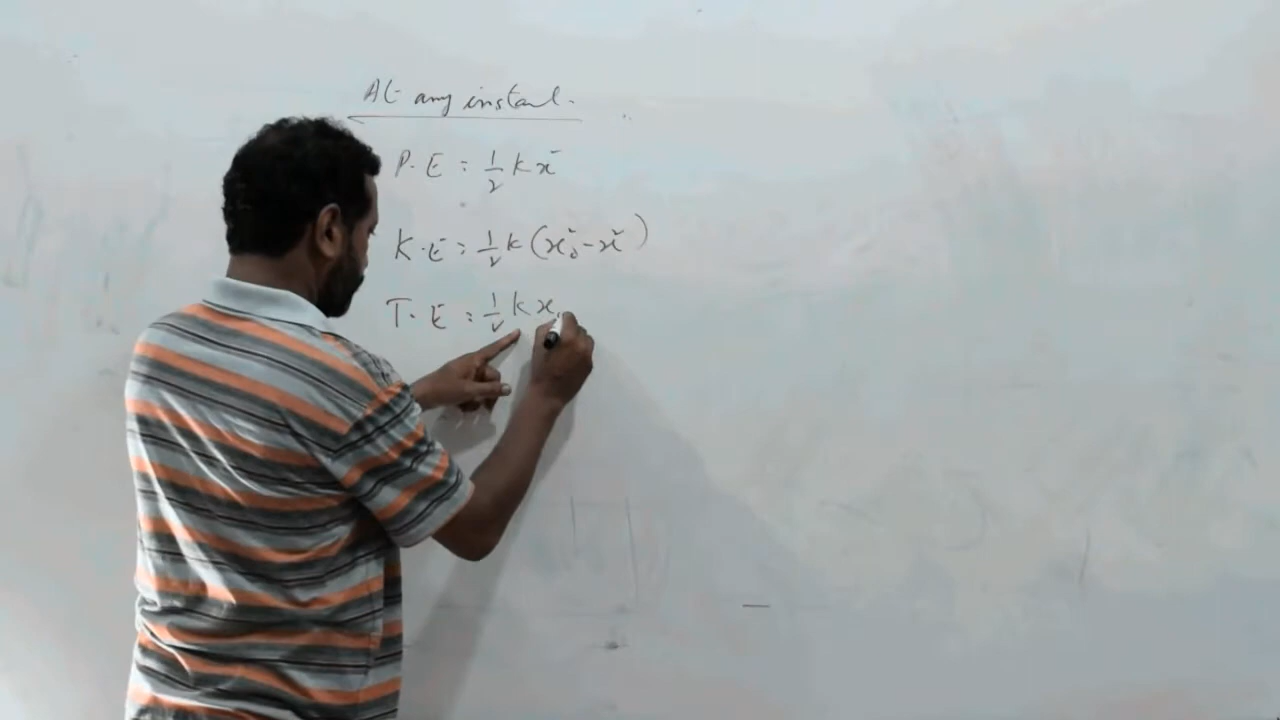 At any instant.
P.E = 1/2 kx²
K.E = 1/2 k(x₀² - x²)
T.E = 1/2 kx₀